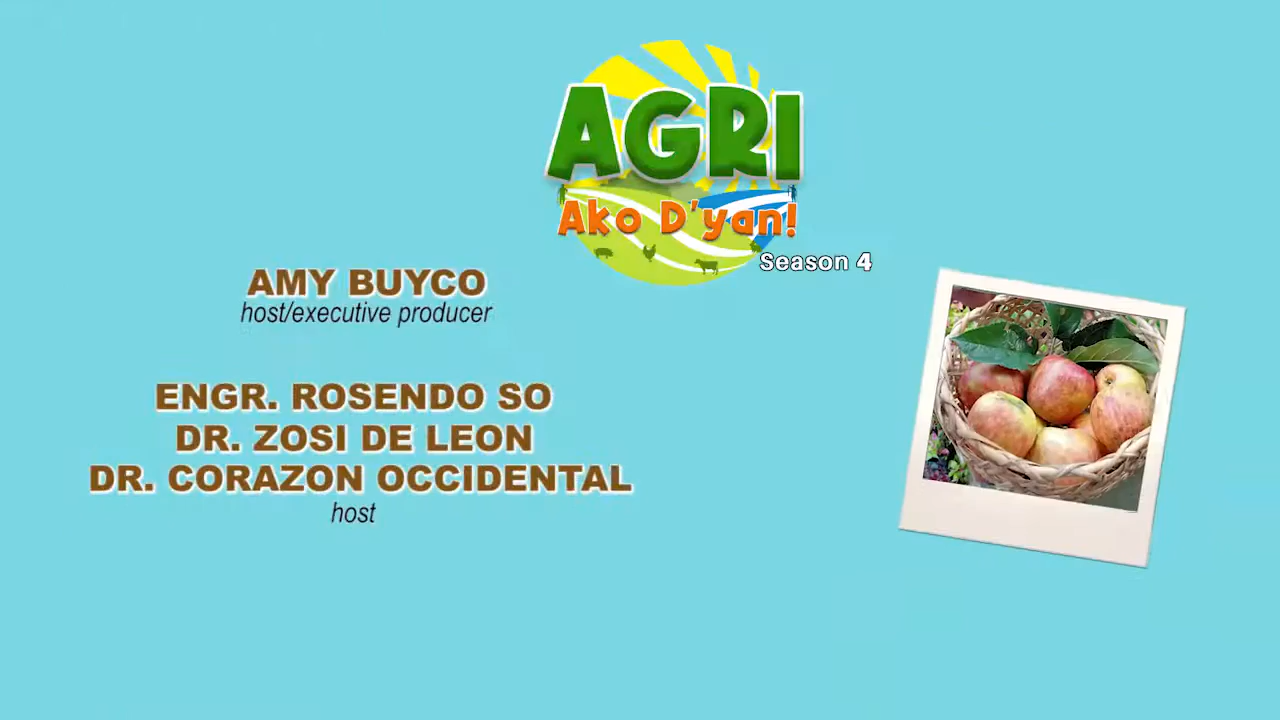 AGRI
Ako D'yan!
Season 4
AMY BUYCO
host/executive producer
ENGR. ROSENDO SO
DR. ZOSI DE LEON
DR. CORAZON OCCIDENTAL
host